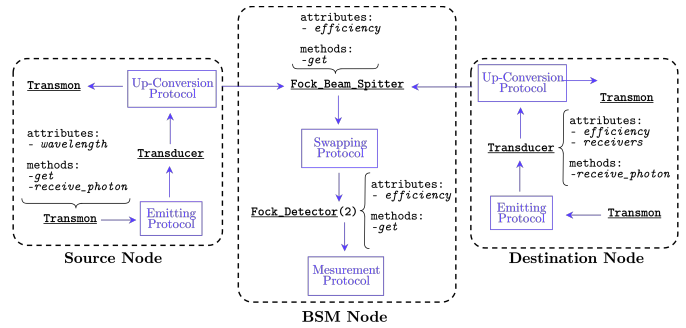 Transmon
Up-Conversion
Protocol
attributes:
- wavelength
methods:
-get
-receive_photon
Transducer
Transmon
Emitting
Protocol
Source Node
attributes:
- efficiency
methods:
-get
Fock_Beam_Spitter
Swapping
Protocol
Fock_Detector(2)
attributes:
- efficiency
methods:
-get
Mesurement
Protocol
BSM Node
Up-Conversion
Protocol
Transmon
attributes:
- efficiency
- receivers
methods:
-receive_photon
Transducer
Emitting
Protocol
Transmon
Destination Node